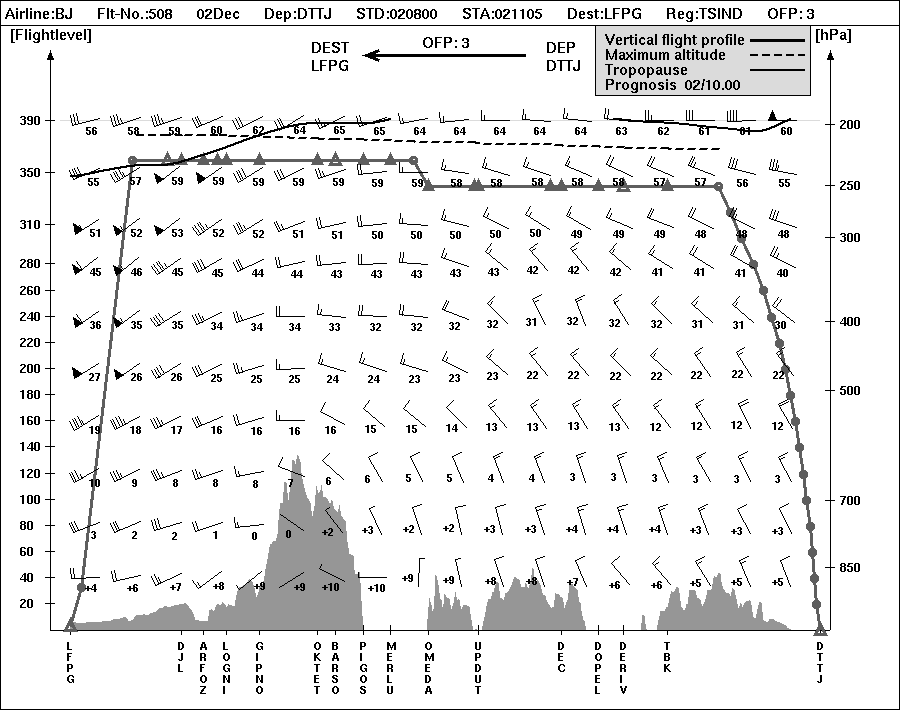 Airline:BJ Flt-No.:508 02Dec Dep:DTTJ STD:020800 STA:021105 Dest:LFPG Reg:TSIND OFP: 3
[Flightlevel] [hPa]
DEST OFP: 3 DEP
LFPG DTTJ
Vertical flight profile
Maximum altitude
Tropopause
Prognosis 02/10.00
390 56 58 59 60 62 64 65 65 64 64 64 64 64 63 62 61 61 60 200
350 55 57 59 59 59 59 59 59 59 58 58 58 58 58 57 57 56 55 250
310 51 52 53 52 52 51 51 50 50 50 50 50 49 49 49 48 48 48 300
280 45 46 45 45 44 44 43 43 43 43 43 42 42 42 41 41 41 40
260
240 36 35 35 34 34 34 33 32 32 32 32 31 32 31 32 31 31 30 400
220
200 27 26 26 25 25 25 24 24 23 23 23 22 22 22 22 22 22 22 500
180
160 19 18 17 16 16 16 16 15 15 14 13 13 13 13 12 12 12 12
140
120 10 9 8 8 8 7 6 6 5 5 4 4 3 3 3 3 3 3
100 700
80 3 2 2 1 0 0 +2 +3 +2 +2 +3 +3 +4 +4 +4 +3 +3 +3
60 850
40 +4 +6 +7 +8 +9 +9 +10 +10 +9 +9 +8 +8 +7 +6 +6 +5 +5 +5
20
LFPG DJL ARFOZ LOGNI GIPNO OKTET BARSO PIGOS MERLU OMEDA UPDUT DEC DOPEL DERIV TBK DTTJ